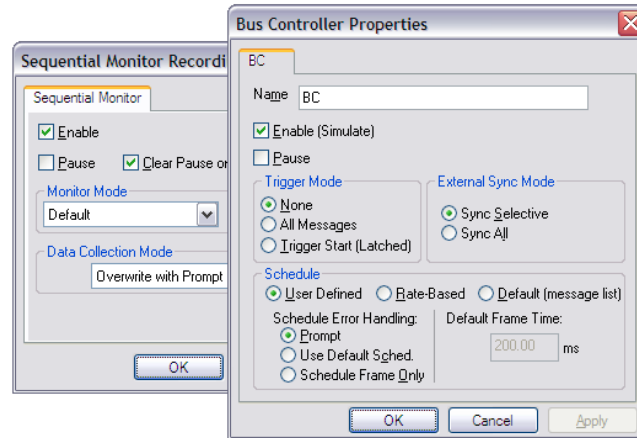 Sequential Monitor Recordi
Sequential Monitor
Enable
Pause
Clear Pause on
Monitor Mode
Default
Data Collection Mode
Overwrite with Prompt
OK
Bus Controller Properties
BC
Name
BC
Enable (Simulate)
Pause
Trigger Mode
None
All Messages
Trigger Start (Latched)
External Sync Mode
Sync Selective
Sync All
Schedule
User Defined
Rate-Based
Default (message list)
Schedule Error Handling:
Prompt
Use Default Sched.
Schedule Frame Only
Default Frame Time:
200.00 ms
OK
Cancel
Apply